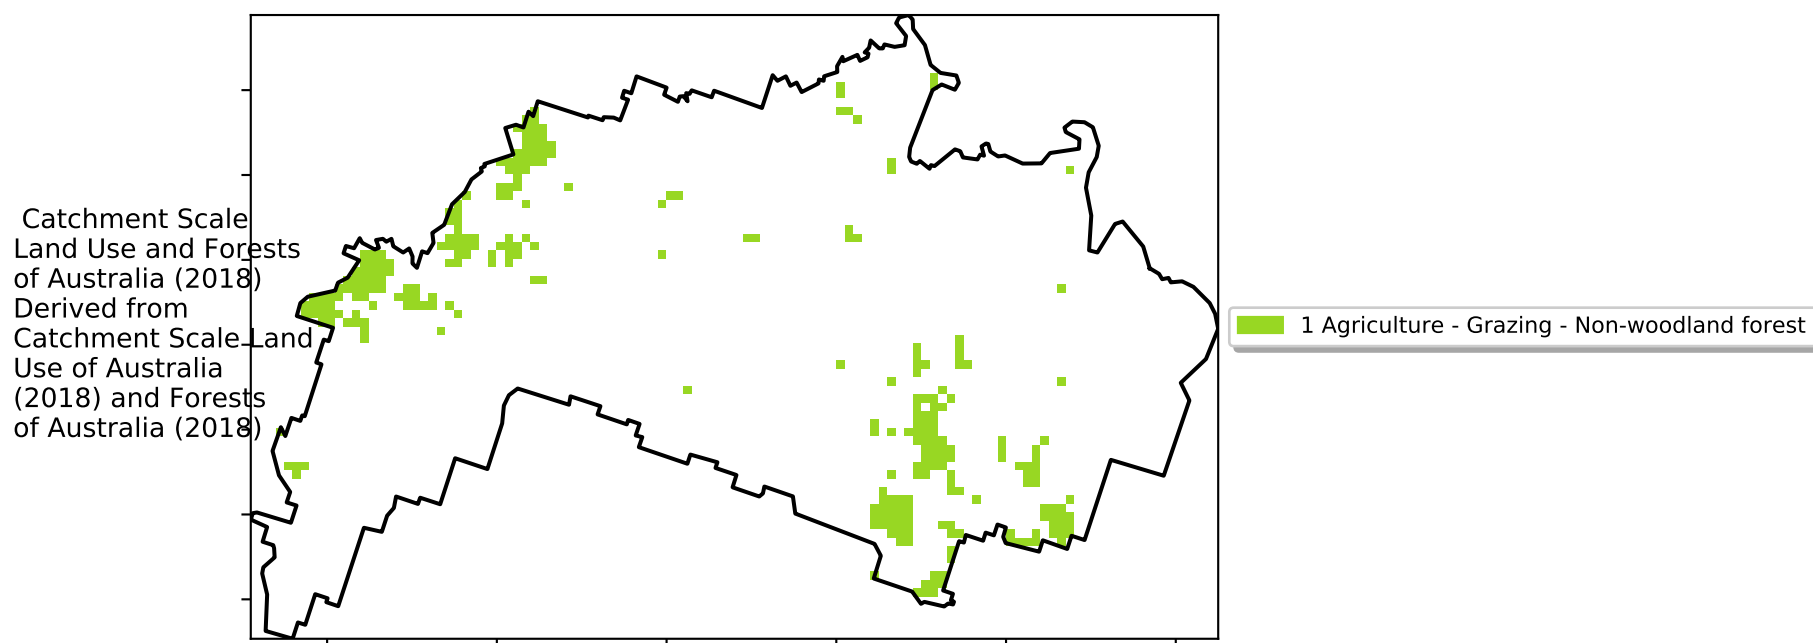 Catchment Scale
Land Use and Forests
of Australia (2018)
Derived from
Catchment Scale Land
Use of Australia
(2018) and Forests
of Australia (2018)
1 Agriculture - Grazing - Non-woodland forest